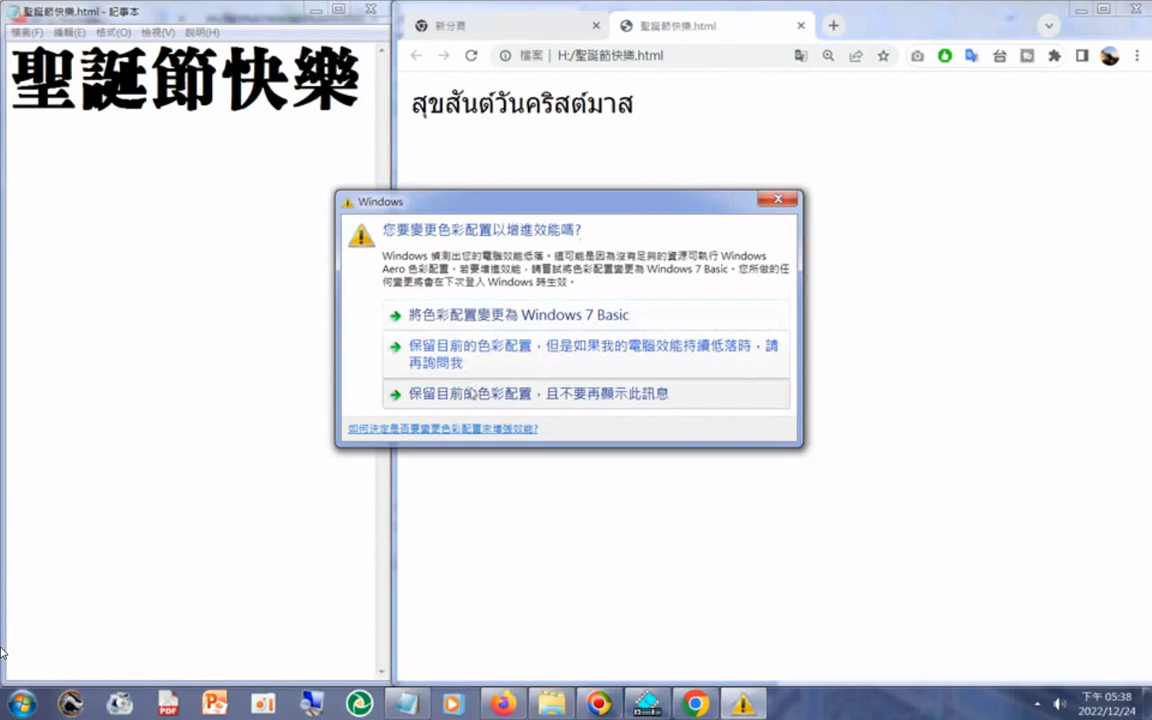 聖誕節快樂.html - 記事本
檔案(F) 編輯(E) 格式(O) 檢視(V) 說明(H)
聖誕節快樂
新分頁
聖誕節快樂.html
檔案 | H:/聖誕節快樂.html
台
สุขสันต์วันคริสต์มาส
Windows
您要變更色彩配置以增進效能嗎?
Windows 偵測出您的電腦效能低落。這可能是因為沒有足夠的資源可執行 Windows
Aero 色彩配置。若要增進效能，請嘗試將色彩配置變更為 Windows 7 Basic。您所做的任
何變更將會在下次登入 Windows 時生效。
將色彩配置變更為 Windows 7 Basic
保留目前的色彩配置，但是如果我的電腦效能持續低落時，請
再詢問我
保留目前的色彩配置，且不要再顯示此訊息
如何決定是否要變更色彩配置來增強效能?
PDF
下午 05:38
2022/12/24